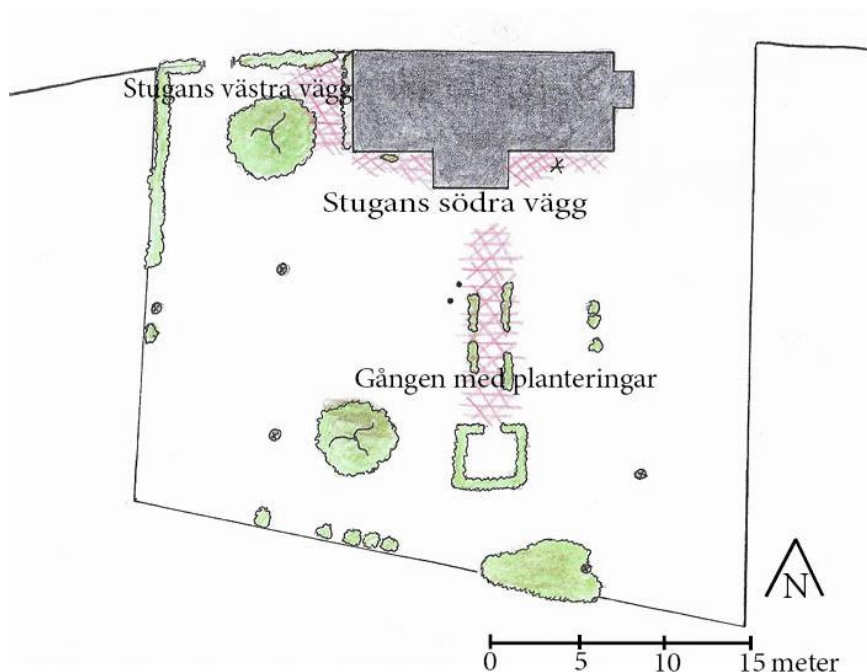 Stugans västra vägg
Stugans södra vägg
Gången med planteringar
N
0 5 10 15 meter